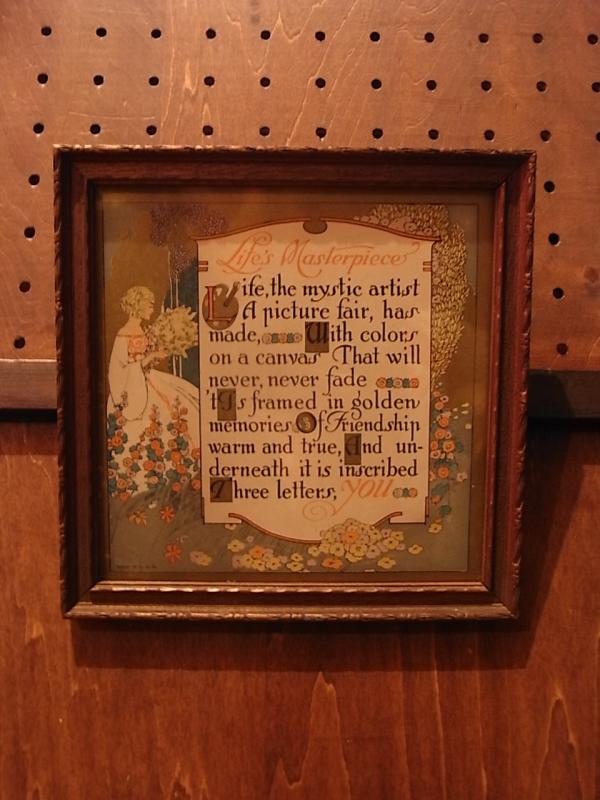 Life's Masterpiece
Life, the mystic artist
A picture fair, has
made, With colors
on a canvas That will
never, never fade
'tIs framed in golden
memories Of Friendship
warm and true, And un-
derneath it is inscribed
Three letters, you